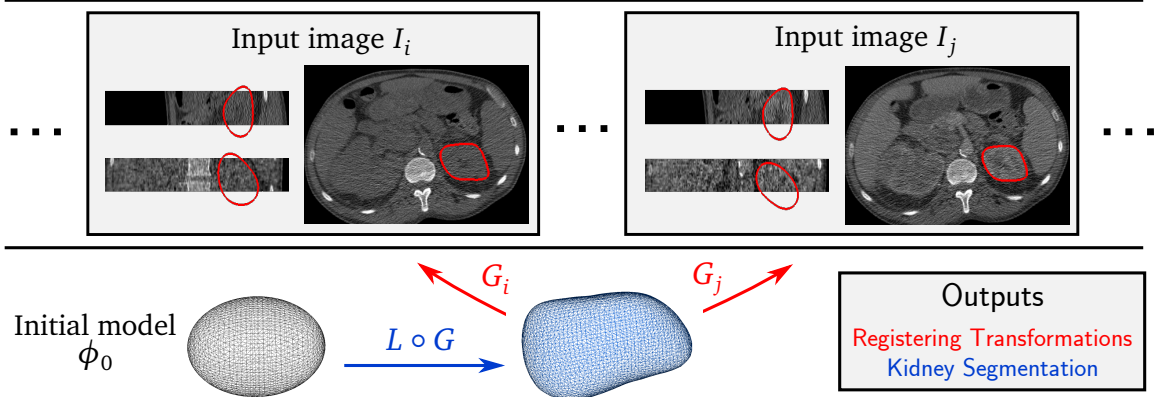 Input image I_i
Input image I_j
G_i
G_j
Initial model
ϕ_0
L ∘ G
Outputs
Registering Transformations
Kidney Segmentation